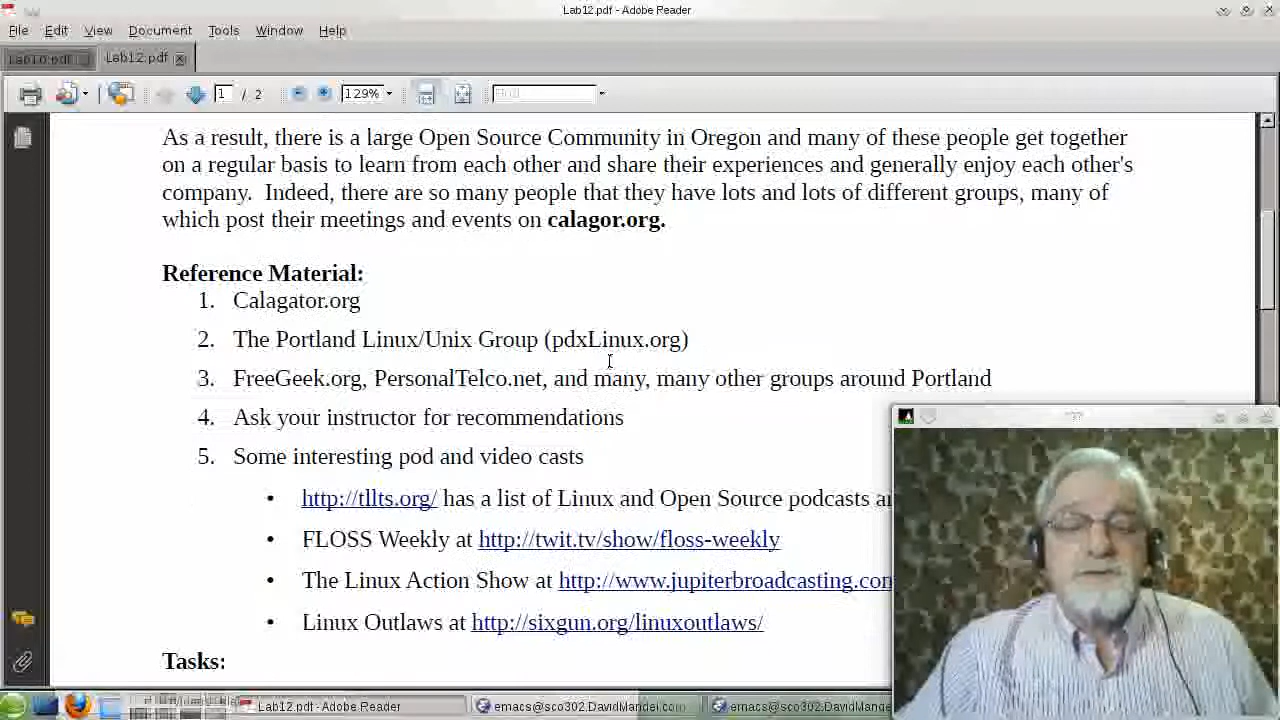 Lab12.pdf - Adobe Reader
File Edit View Document Tools Window Help
Lab10.pdf Lab12.pdf
1 / 2 129% Find
As a result, there is a large Open Source Community in Oregon and many of these people get together
on a regular basis to learn from each other and share their experiences and generally enjoy each other's
company. Indeed, there are so many people that they have lots and lots of different groups, many of
which post their meetings and events on calagor.org.
Reference Material:
1. Calagator.org
2. The Portland Linux/Unix Group (pdxLinux.org)
3. FreeGeek.org, PersonalTelco.net, and many, many other groups around Portland
4. Ask your instructor for recommendations
5. Some interesting pod and video casts
• http://tllts.org/ has a list of Linux and Open Source podcasts
• FLOSS Weekly at http://twit.tv/show/floss-weekly
• The Linux Action Show at http://www.jupiterbroadcasting.com
• Linux Outlaws at http://sixgun.org/linuxoutlaws/
Tasks:
Lab12.pdf - Adobe Reader emacs@sco302.DavidMandel.com emacs@sco302.DavidMandel